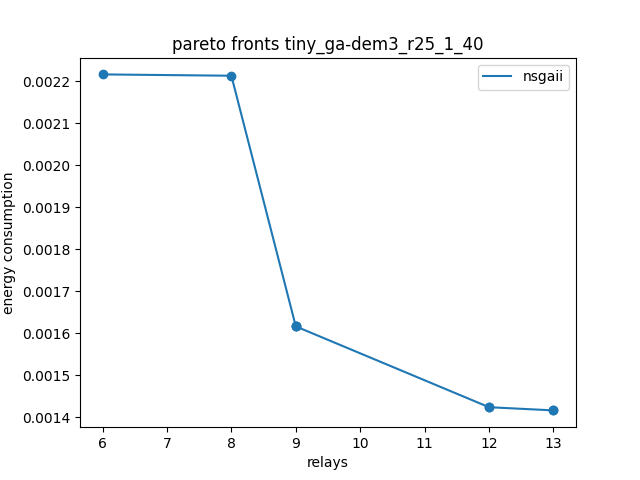 pareto fronts tiny_ga-dem3_r25_1_40
nsgaii
0.0022
0.0021
0.0020
0.0019
0.0018
0.0017
0.0016
0.0015
0.0014
energy consumption
6 7 8 9 10 11 12 13
relays